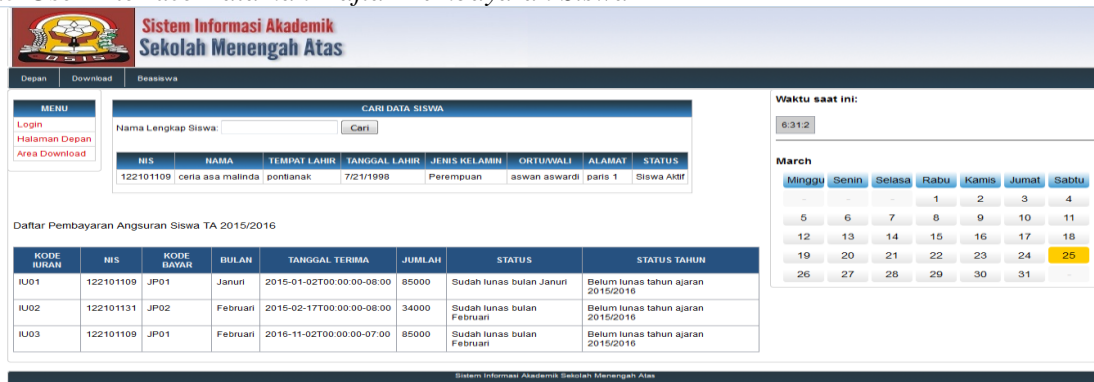 OSIS
Sistem Informasi Akademik
Sekolah Menengah Atas
Depan Download Beasiswa
MENU
Login
Halaman Depan
Area Download
CARI DATA SISWA
Nama Lengkap Siswa: Cari
NIS NAMA TEMPAT LAHIR TANGGAL LAHIR JENIS KELAMIN ORTU/WALI ALAMAT STATUS
122101109 ceria asa malinda pontianak 7/21/1998 Perempuan aswan aswardi paris 1 Siswa Aktif
Daftar Pembayaran Angsuran Siswa TA 2015/2016
KODE IURAN NIS KODE BAYAR BULAN TANGGAL TERIMA JUMLAH STATUS STATUS TAHUN
IU01 122101109 JP01 Januri 2015-01-02T00:00:00-08:00 85000 Sudah lunas bulan Januri Belum lunas tahun ajaran 2015/2016
IU02 122101131 JP02 Februari 2015-02-17T00:00:00-08:00 34000 Sudah lunas bulan Februari Belum lunas tahun ajaran 2015/2016
IU03 122101109 JP01 Februari 2016-11-02T00:00:00-07:00 85000 Sudah lunas bulan Februari Belum lunas tahun ajaran 2015/2016
Waktu saat ini:
6:31:2
March
Minggu Senin Selasa Rabu Kamis Jumat Sabtu
- - - 1 2 3 4
5 6 7 8 9 10 11
12 13 14 15 16 17 18
19 20 21 22 23 24 25
26 27 28 29 30 31 -
Sistem Informasi Akademik Sekolah Menengah Atas